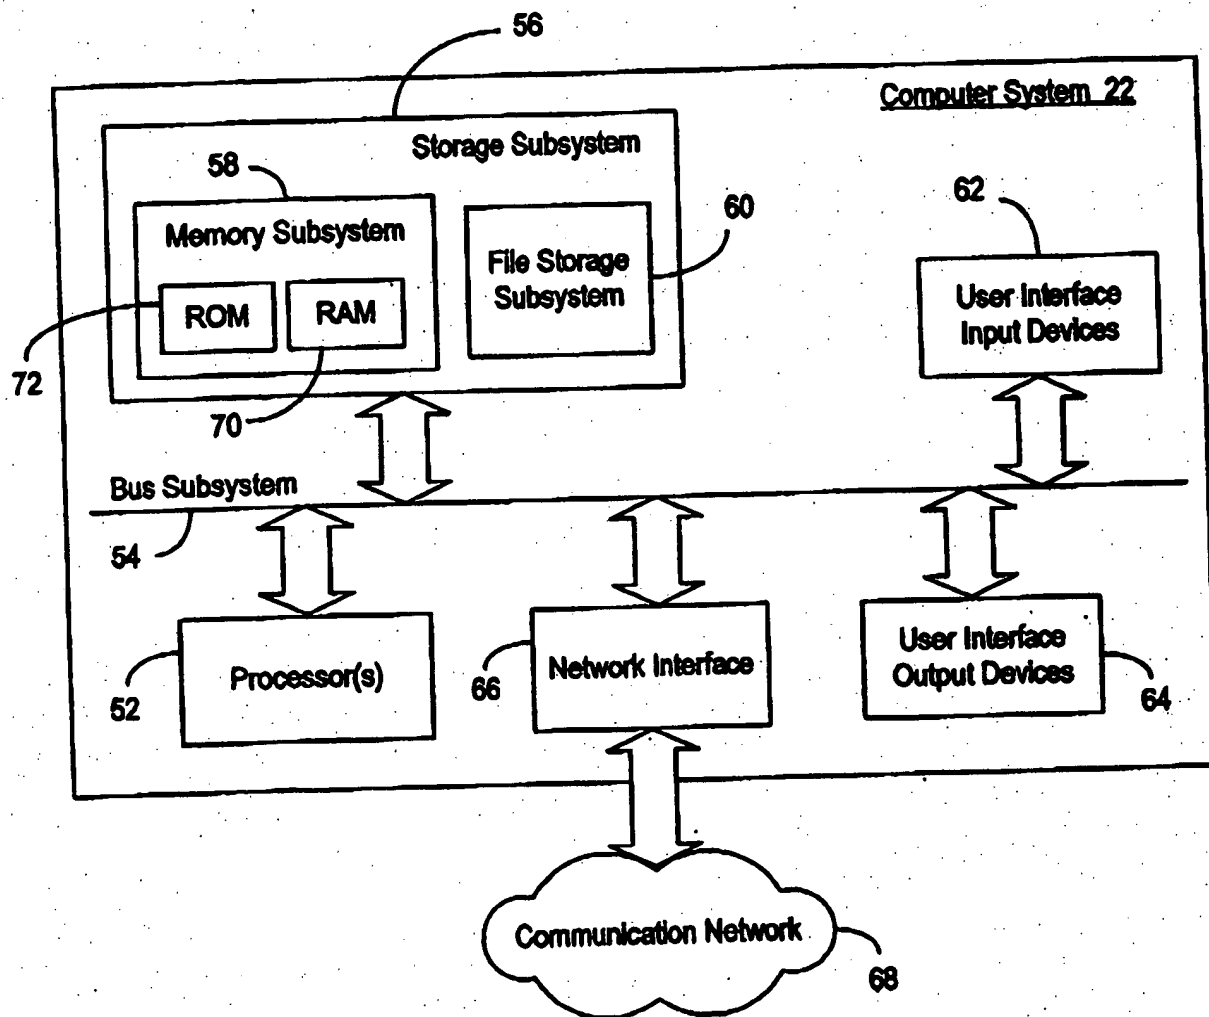 56
Computer System 22
Storage Subsystem
58
Memory Subsystem
ROM
RAM
72
70
File Storage
Subsystem
60
62
User Interface
Input Devices
Bus Subsystem
54
Processor(s)
52
66
Network Interface
User Interface
Output Devices
64
Communication Network
68